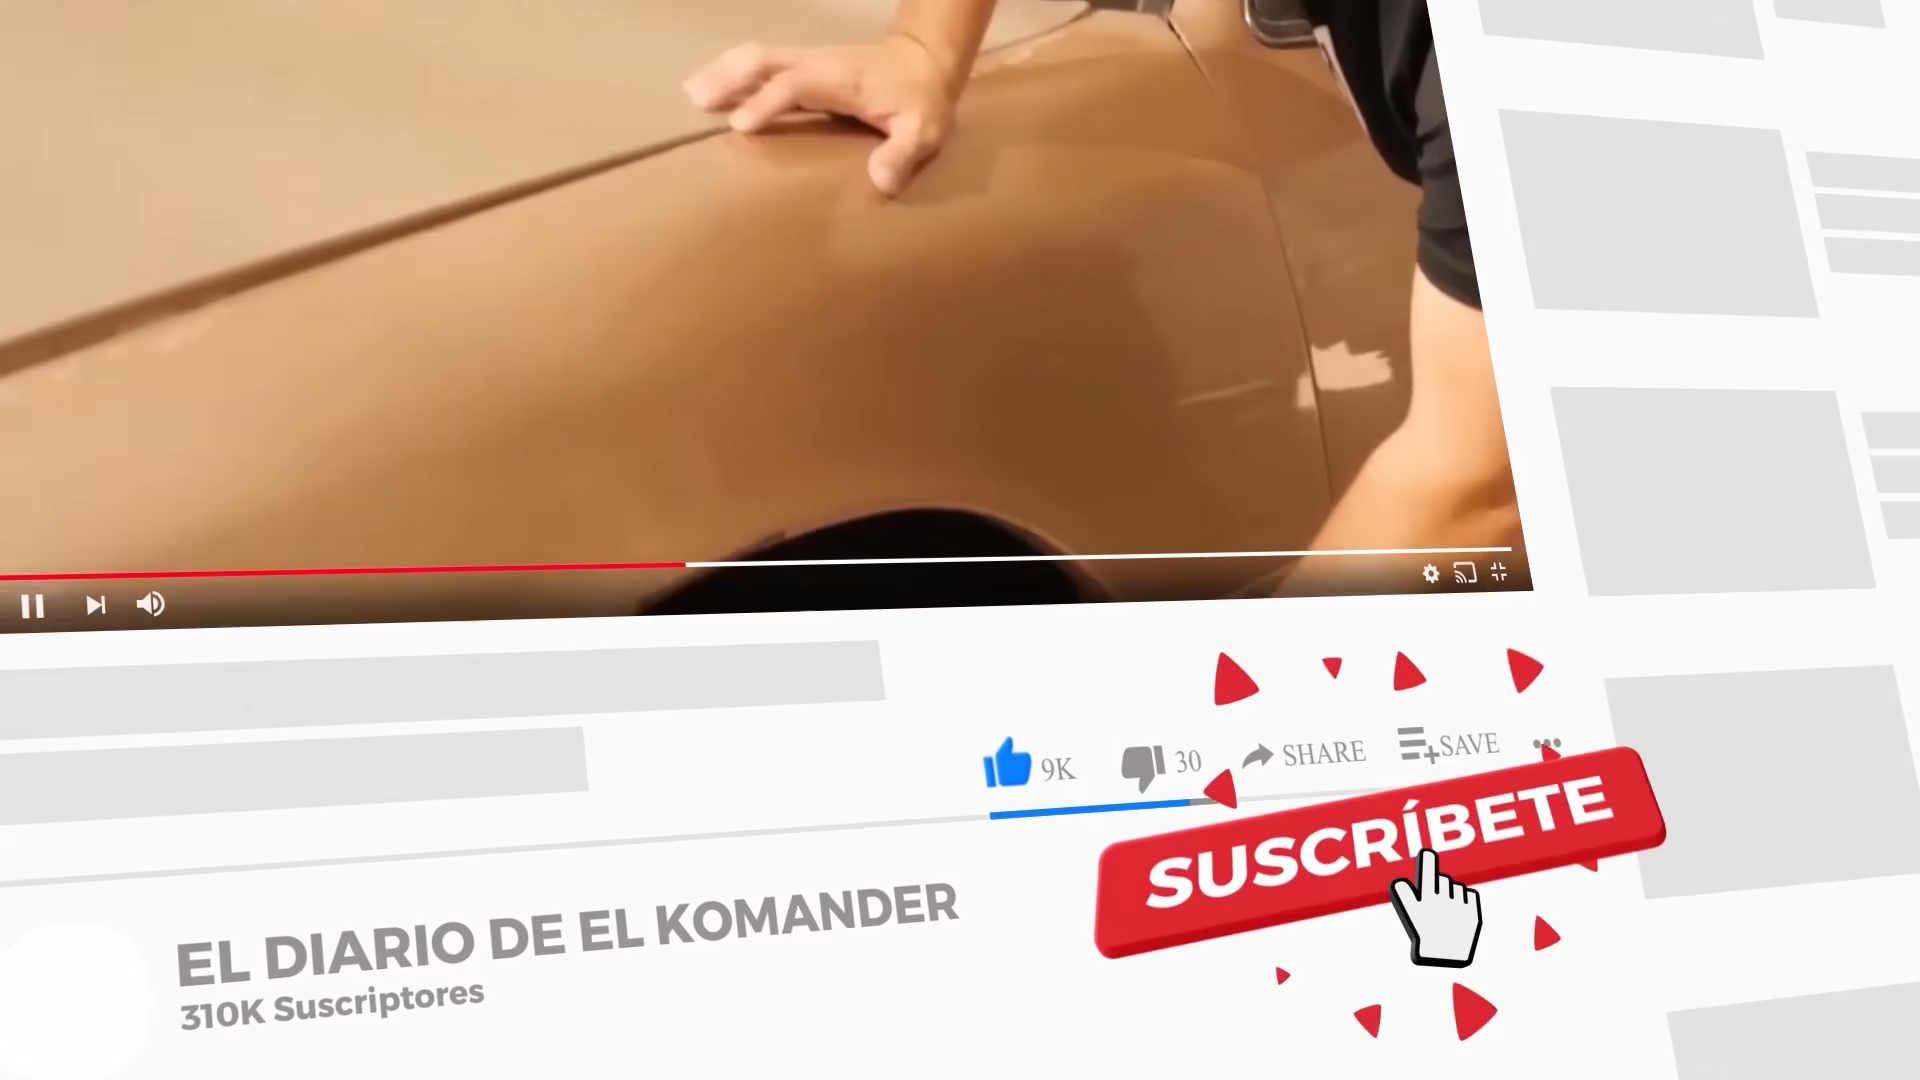 9K
30
SHARE
SAVE
SUSCRÍBETE
EL DIARIO DE EL KOMANDER
310K Suscriptores